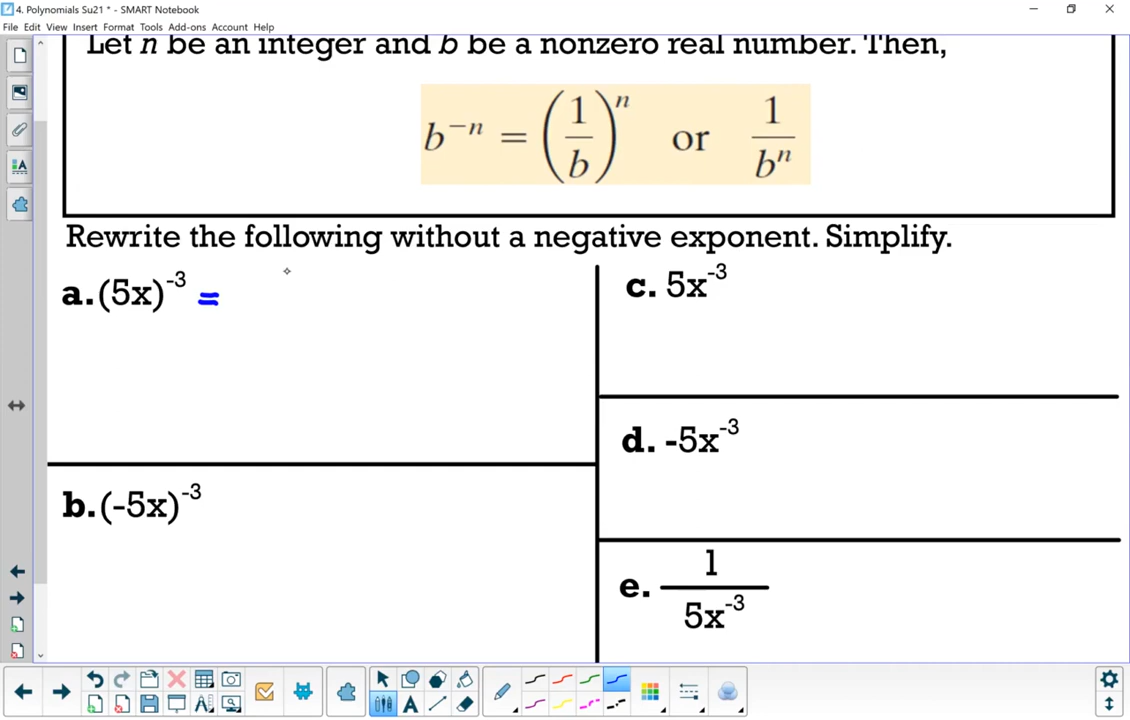 4. Polynomials Su21 * - SMART Notebook
File Edit View Insert Format Tools Add-ons Account Help
Let n be an integer and b be a nonzero real number. Then,
b⁻ⁿ = (1/b)ⁿ or 1/bⁿ
Rewrite the following without a negative exponent. Simplify.
a. (5x)⁻³ =
c. 5x⁻³
d. -5x⁻³
b. (-5x)⁻³
e. 1/5x⁻³